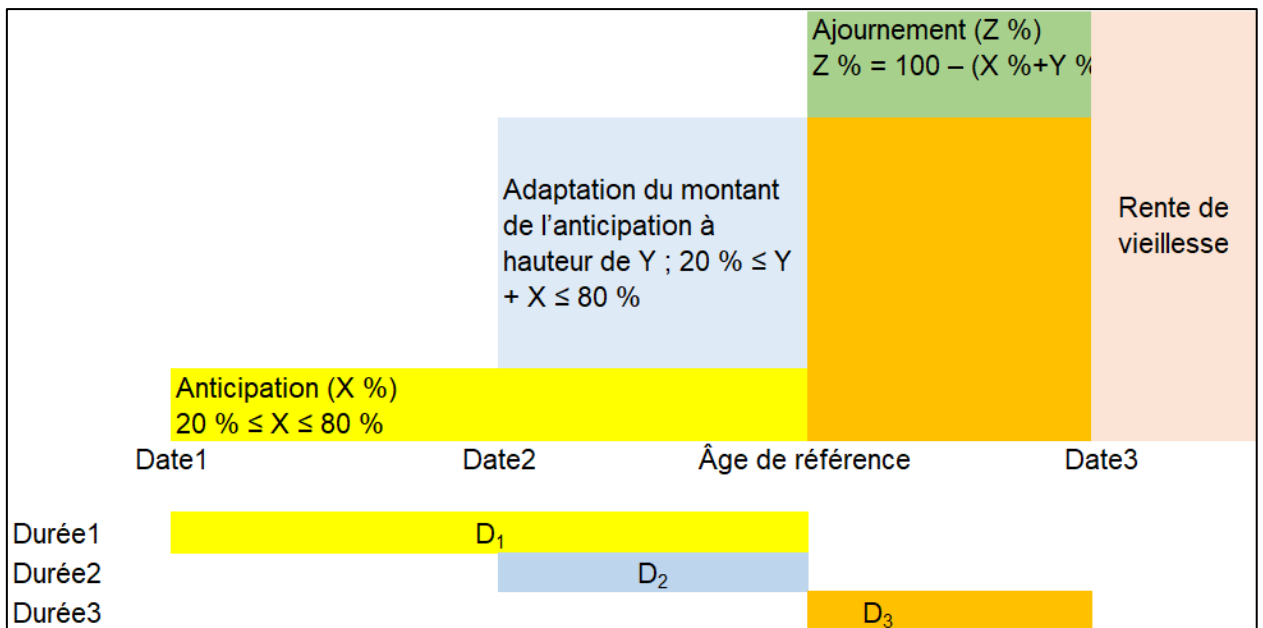 Ajournement (Z %)
Z % = 100 – (X %+Y %
Adaptation du montant
de l’anticipation à
hauteur de Y ; 20 % ≤ Y
+ X ≤ 80 %
Rente de
vieillesse
Anticipation (X %)
20 % ≤ X ≤ 80 %
Date1 Date2 Âge de référence Date3
Durée1 D₁
Durée2 D₂
Durée3 D₃